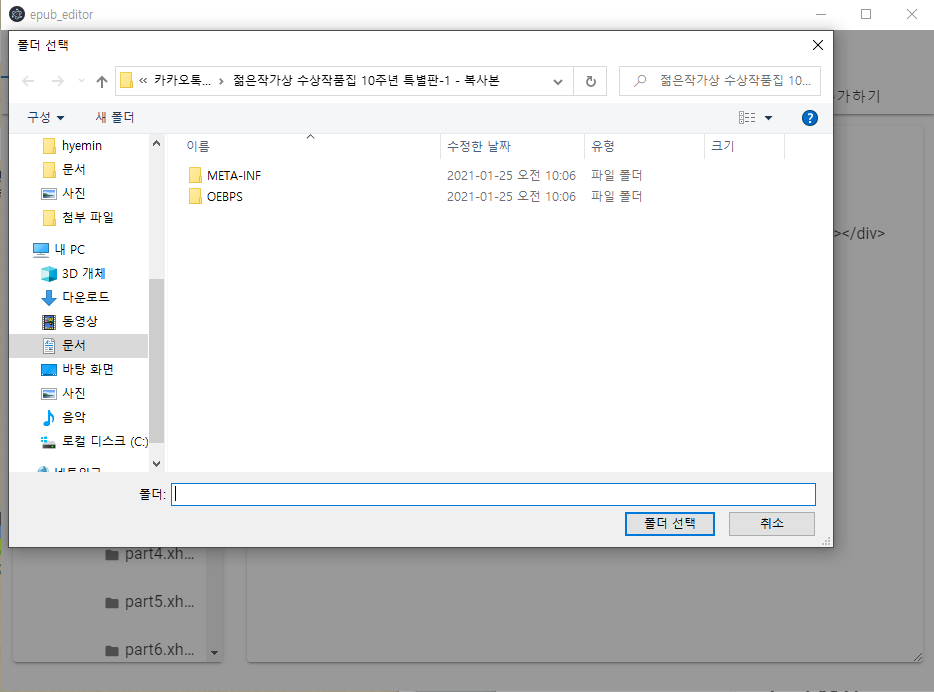 epub_editor
폴더 선택
« 카카오톡... › 젊은작가상 수상작품집 10주년 특별판-1 - 복사본
젊은작가상 수상작품집 10...
가하기
구성 새 폴더
이름 수정한 날짜 유형 크기
hyemin
문서
사진
첨부 파일
내 PC
3D 개체
다운로드
동영상
문서
바탕 화면
사진
음악
로컬 디스크 (C:)
META-INF 2021-01-25 오전 10:06 파일 폴더
OEBPS 2021-01-25 오전 10:06 파일 폴더
></div>
폴더:
폴더 선택 취소
part4.xh...
part5.xh...
part6.xh...